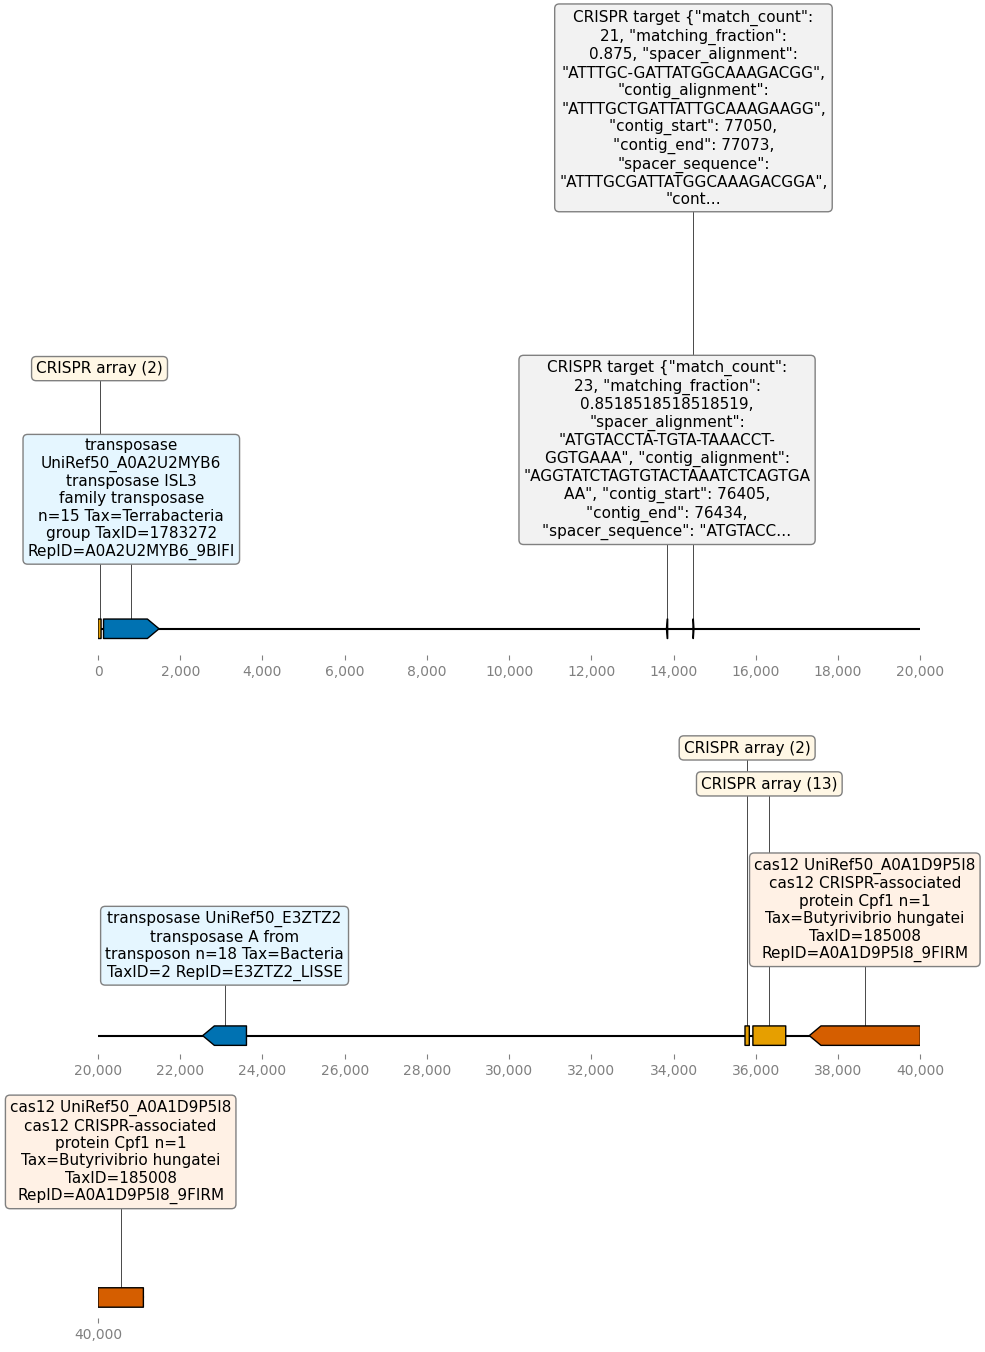 CRISPR target {"match_count":
21, "matching_fraction":
0.875, "spacer_alignment":
"ATTTGC-GATTATGGCAAAGACGG",
"contig_alignment":
"ATTTGCTGATTATTGCAAAGAAGG",
"contig_start": 77050,
"contig_end": 77073,
"spacer_sequence":
"ATTTGCGATTATGGCAAAGACGGA",
"cont...
CRISPR array (2)
CRISPR target {"match_count":
23, "matching_fraction":
0.8518518518518519,
"spacer_alignment":
"ATGTACCTA-TGTA-TAAACCT-
GGTGAAA", "contig_alignment":
"AGGTATCTAGTGTACTAAATCTCAGTGA
AA", "contig_start": 76405,
"contig_end": 76434,
"spacer_sequence": "ATGTACC...
transposase
UniRef50_A0A2U2MYB6
transposase ISL3
family transposase
n=15 Tax=Terrabacteria
group TaxID=1783272
RepID=A0A2U2MYB6_9BIFI
0 2,000 4,000 6,000 8,000 10,000 12,000 14,000 16,000 18,000 20,000
CRISPR array (2)
CRISPR array (13)
cas12 UniRef50_A0A1D9P5I8
cas12 CRISPR-associated
protein Cpf1 n=1
Tax=Butyrivibrio hungatei
TaxID=185008
RepID=A0A1D9P5I8_9FIRM
transposase UniRef50_E3ZTZ2
transposase A from
transposon n=18 Tax=Bacteria
TaxID=2 RepID=E3ZTZ2_LISSE
20,000 22,000 24,000 26,000 28,000 30,000 32,000 34,000 36,000 38,000 40,000
cas12 UniRef50_A0A1D9P5I8
cas12 CRISPR-associated
protein Cpf1 n=1
Tax=Butyrivibrio hungatei
TaxID=185008
RepID=A0A1D9P5I8_9FIRM
40,000